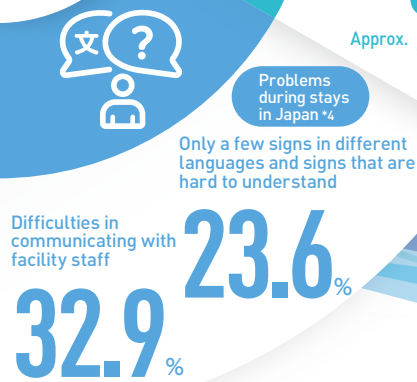 文 ?
Approx.
Problems
during stays
in Japan *4
Only a few signs in different
languages and signs that are
hard to understand
23.6%
Difficulties in
communicating with
facility staff
32.9%